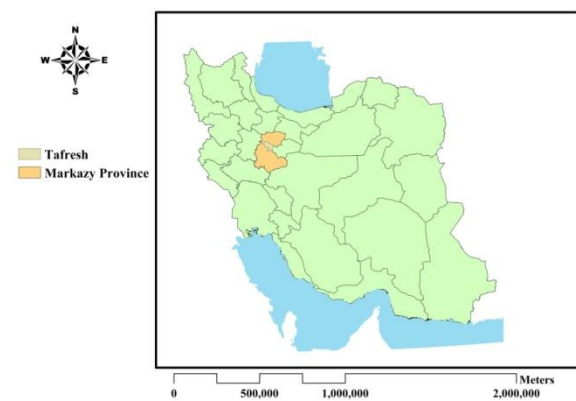 N
W E
S
Tafresh
Markazy Province
Meters
0 500,000 1,000,000 2,000,000